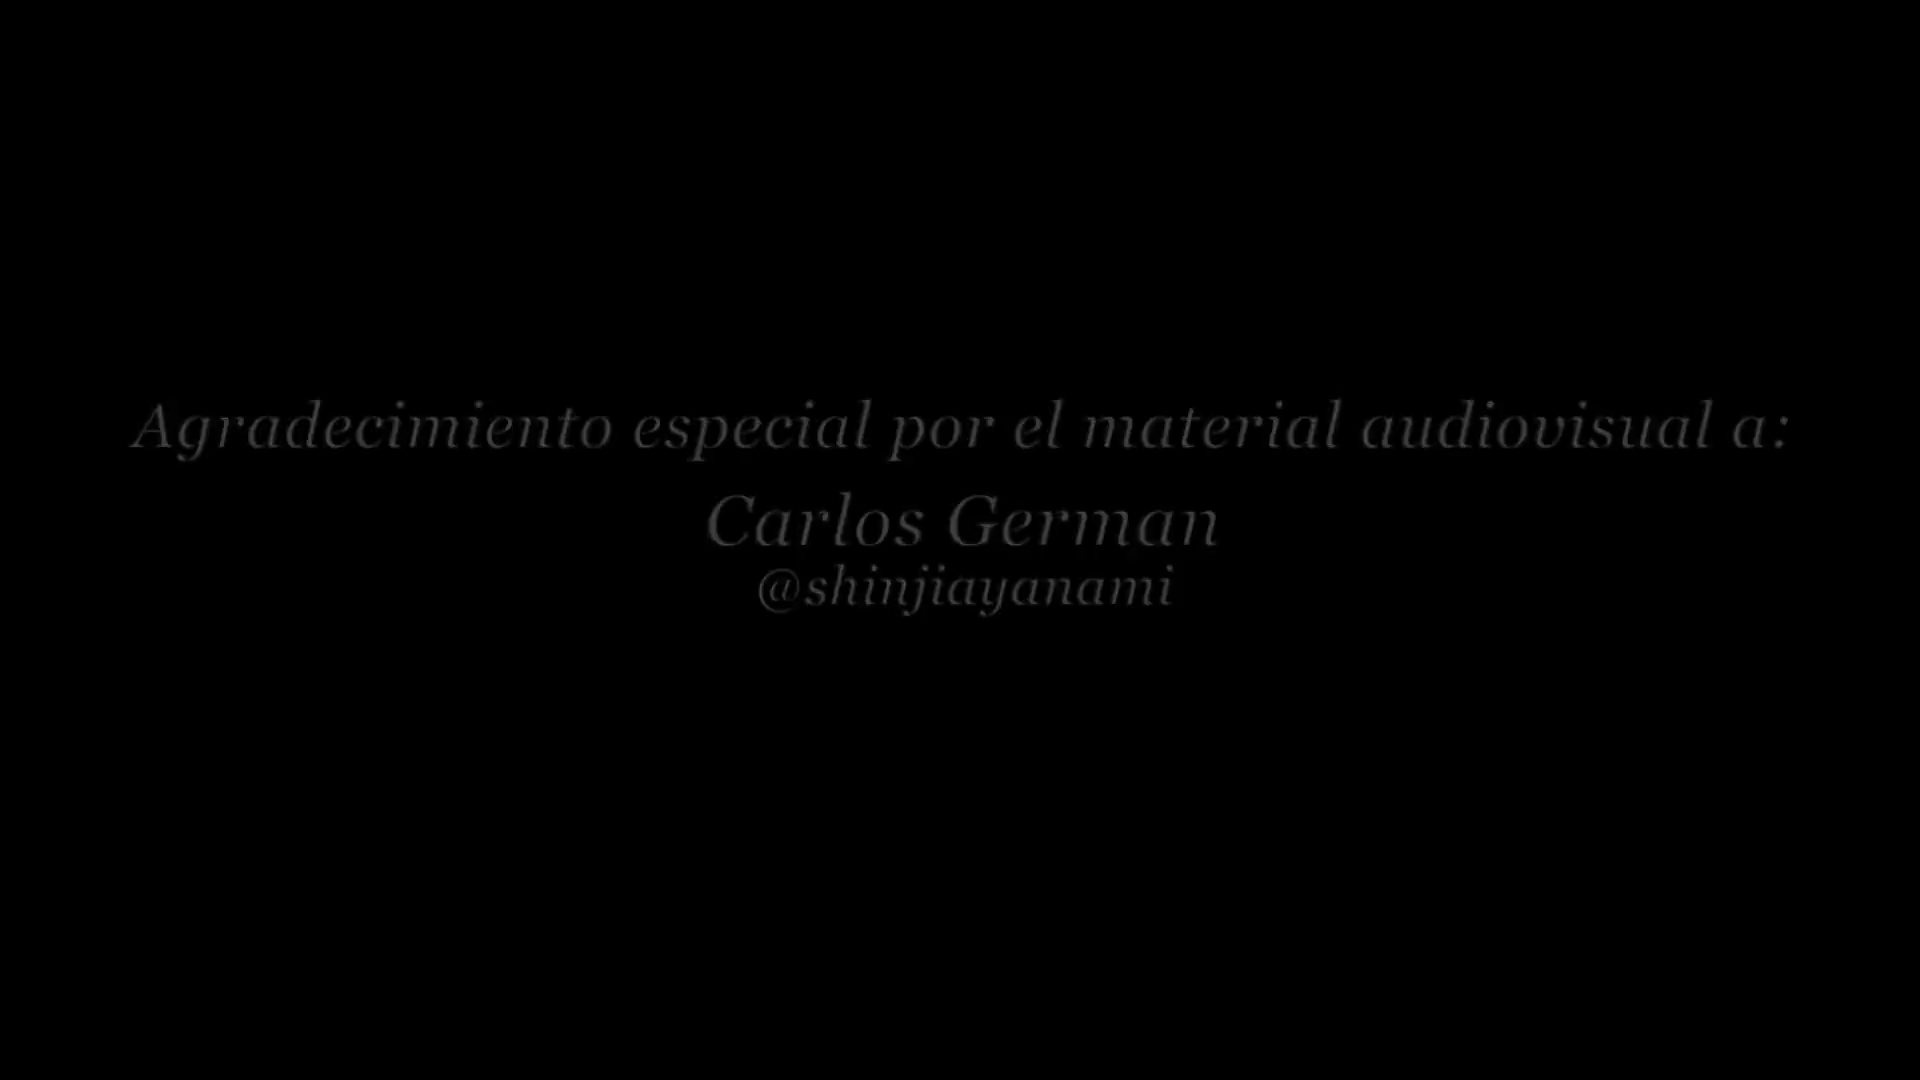 Agradecimiento especial por el material audiovisual a:
Carlos German
@shinjiayanami